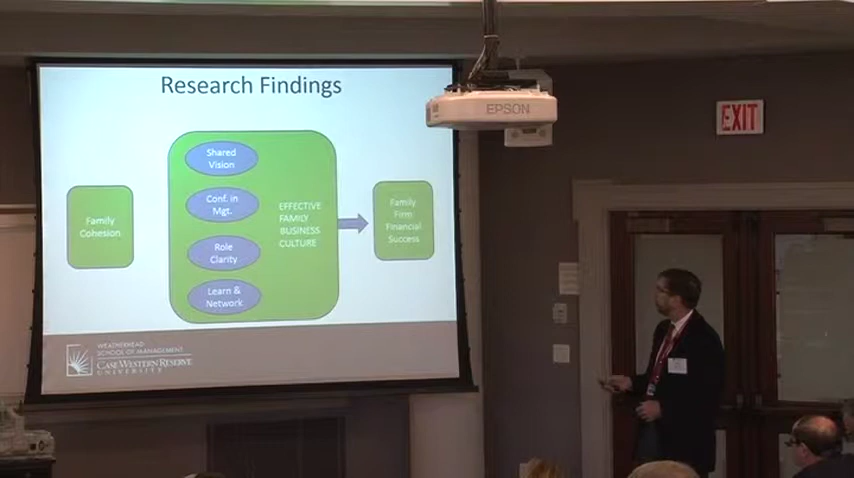 Research Findings
Family
Cohesion
Shared
Vision
Conf. in
Mgt.
Role
Clarity
Learn &
Network
EFFECTIVE
FAMILY
BUSINESS
CULTURE
Family
Firm
Financial
Success
WEATHERHEAD
SCHOOL OF MANAGEMENT
CASE WESTERN RESERVE
UNIVERSITY
EPSON
EXIT